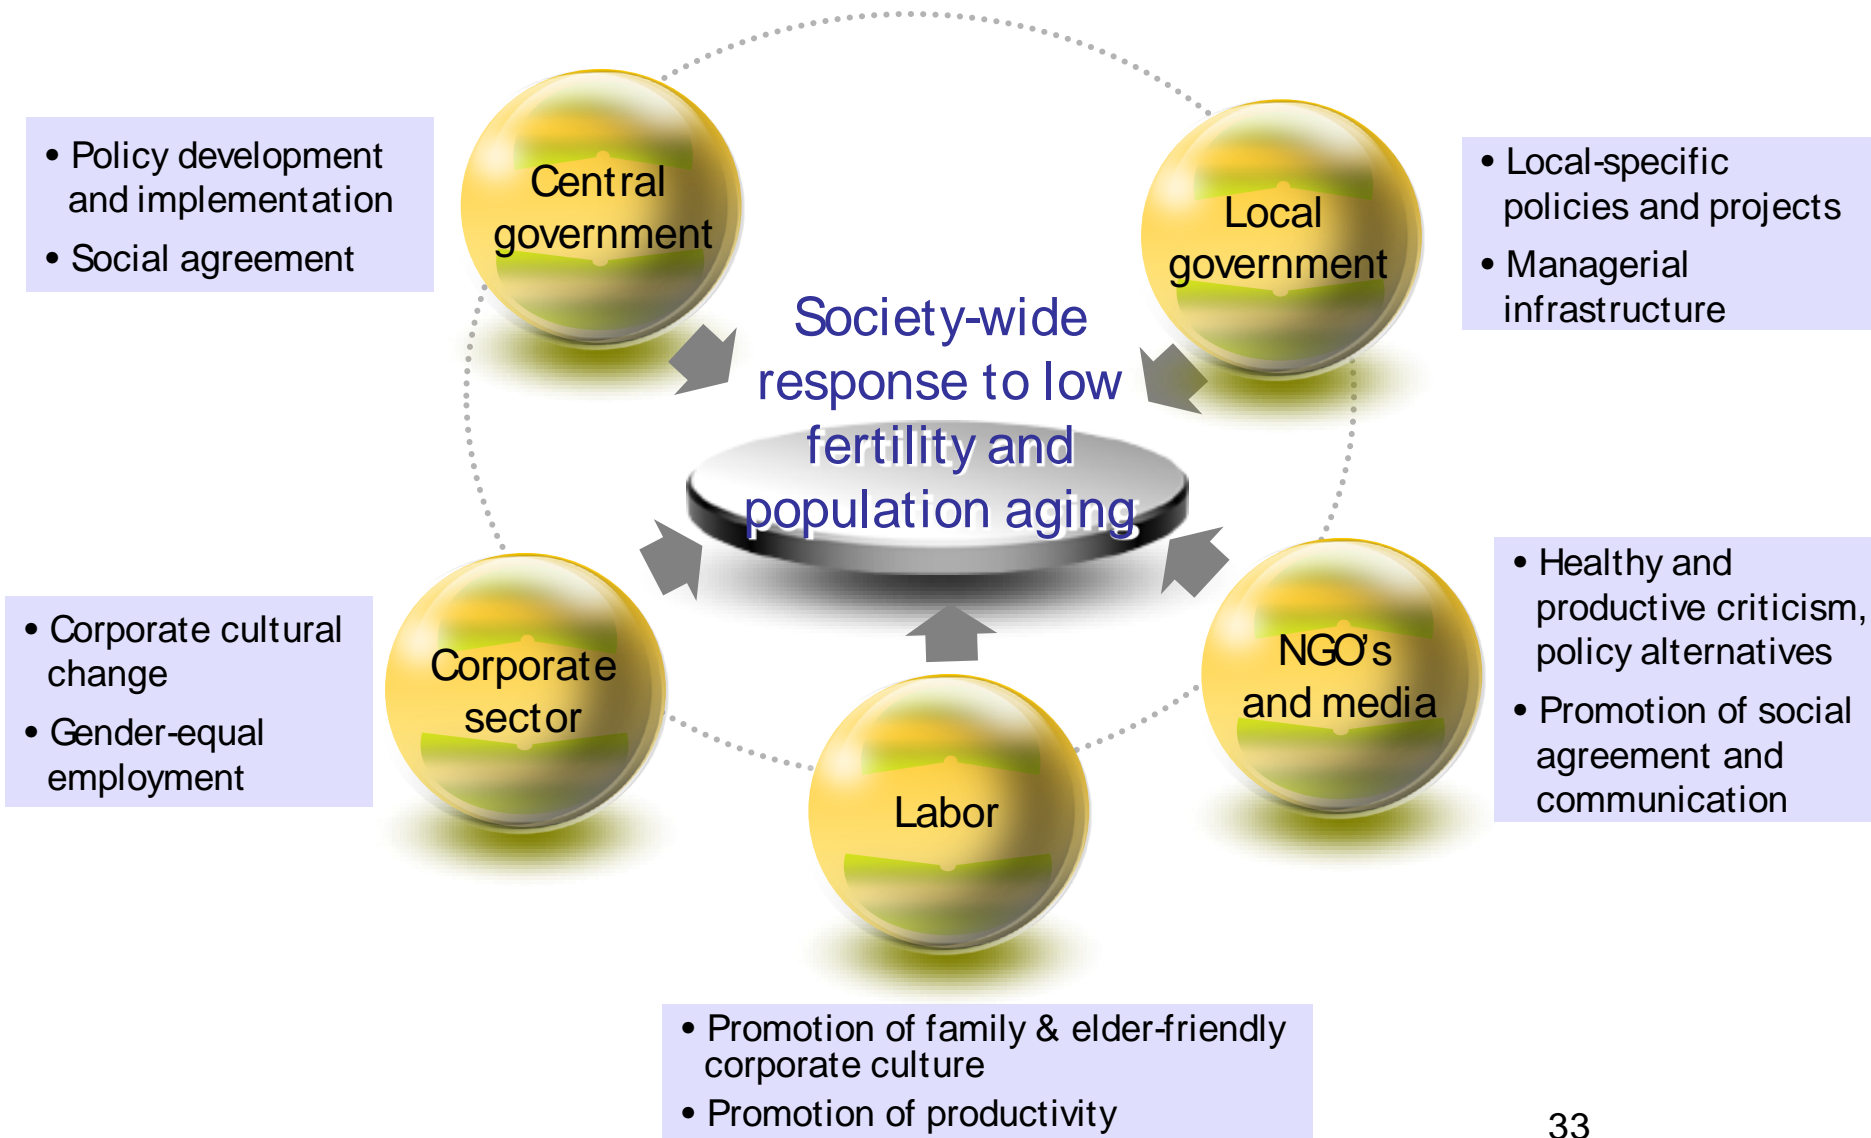 Central
government
• Policy development
and implementation
• Social agreement
Local
government
• Local-specific
policies and projects
• Managerial
infrastructure
Society-wide
response to low
fertility and
population aging
Corporate
sector
• Corporate cultural
change
• Gender-equal
employment
Labor
• Promotion of family & elder-friendly
corporate culture
• Promotion of productivity
NGO's
and media
• Healthy and
productive criticism,
policy alternatives
• Promotion of social
agreement and
communication
33